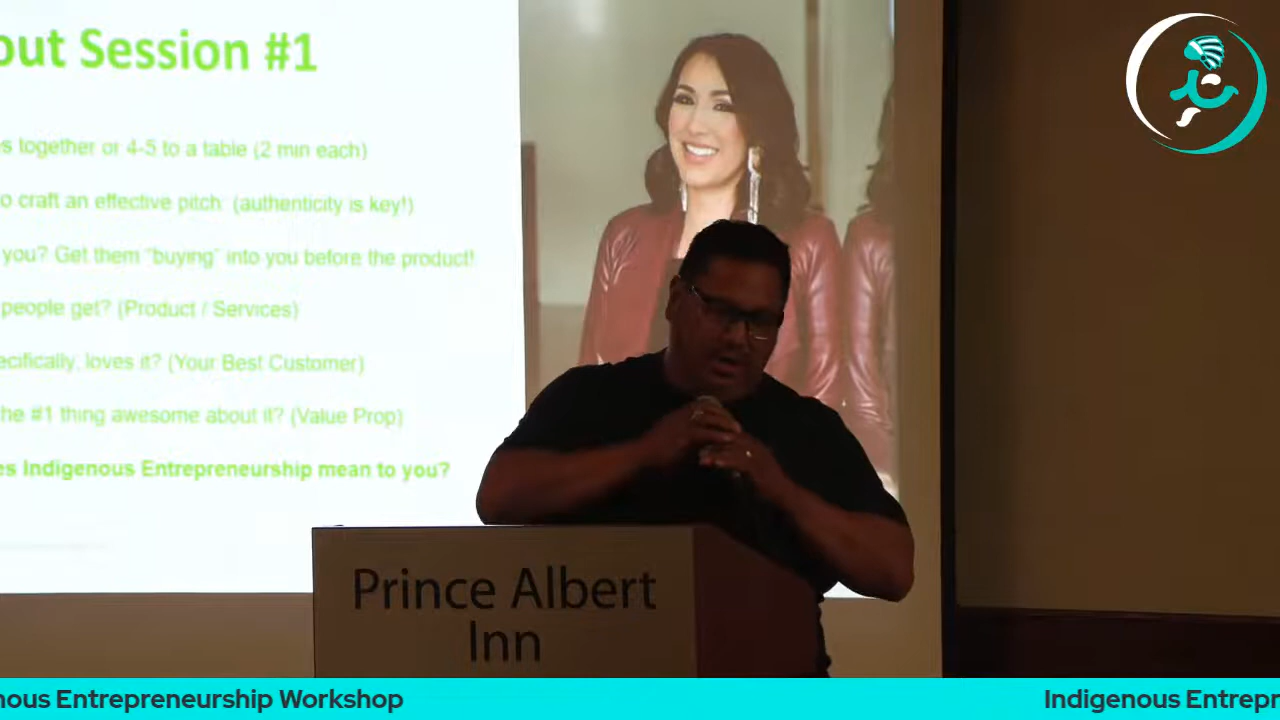 out Session #1
s together or 4-5 to a table (2 min each)
o craft an effective pitch (authenticity is key!)
you? Get them "buying" into you before the product!
people get? (Product / Services)
ecifically, loves it? (Your Best Customer)
he #1 thing awesome about it? (Value Prop)
es Indigenous Entrepreneurship mean to you?
Prince Albert
Inn
nous Entrepreneurship Workshop
Indigenous Entrepr